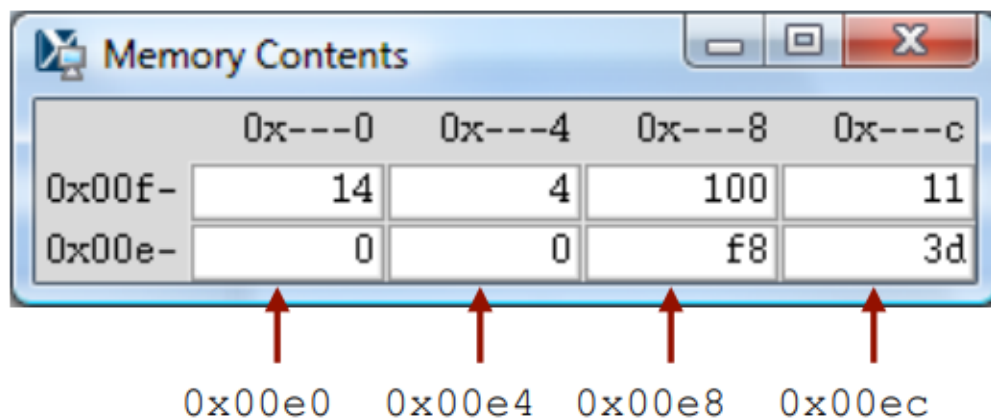 Memory Contents
0x---0 0x---4 0x---8 0x---c
0x00f- 14 4 100 11
0x00e- 0 0 f8 3d
0x00e0 0x00e4 0x00e8 0x00ec